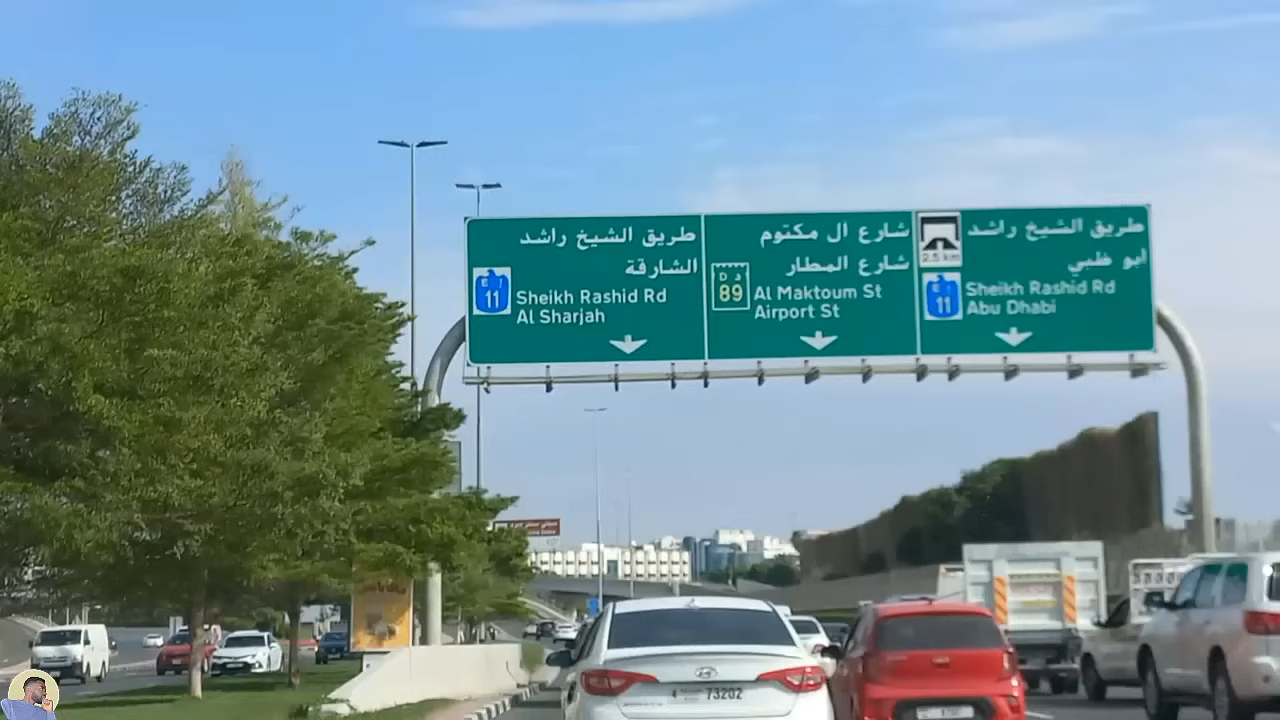 طريق الشيخ راشد
الشارقة
E
11
Sheikh Rashid Rd
Al Sharjah
شارع ال مكتوم
شارع المطار
D د
89
Al Maktoum St
Airport St
2.5 km
طريق الشيخ راشد
ابو ظبي
E
11
Sheikh Rashid Rd
Abu Dhabi
73202